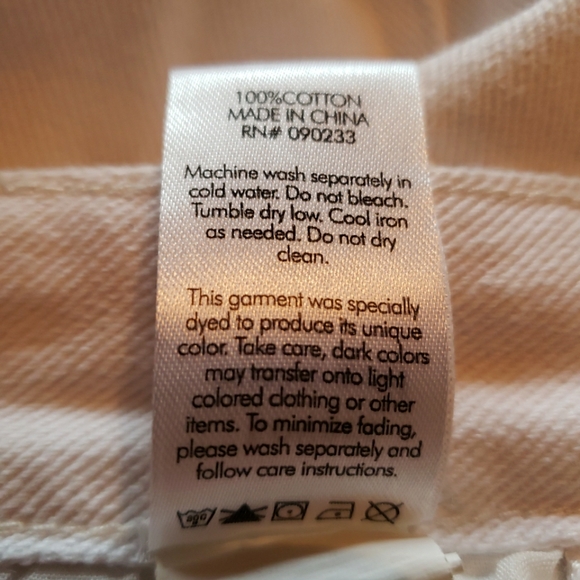 100%COTTON
MADE IN CHINA
RN# 090233
Machine wash separately in
cold water. Do not bleach.
Tumble dry low. Cool iron
as needed. Do not dry
clean.
This garment was specially
dyed to produce its unique
color. Take care, dark colors
may transfer onto light
colored clothing or other
items. To minimize fading,
please wash separately and
follow care instructions.